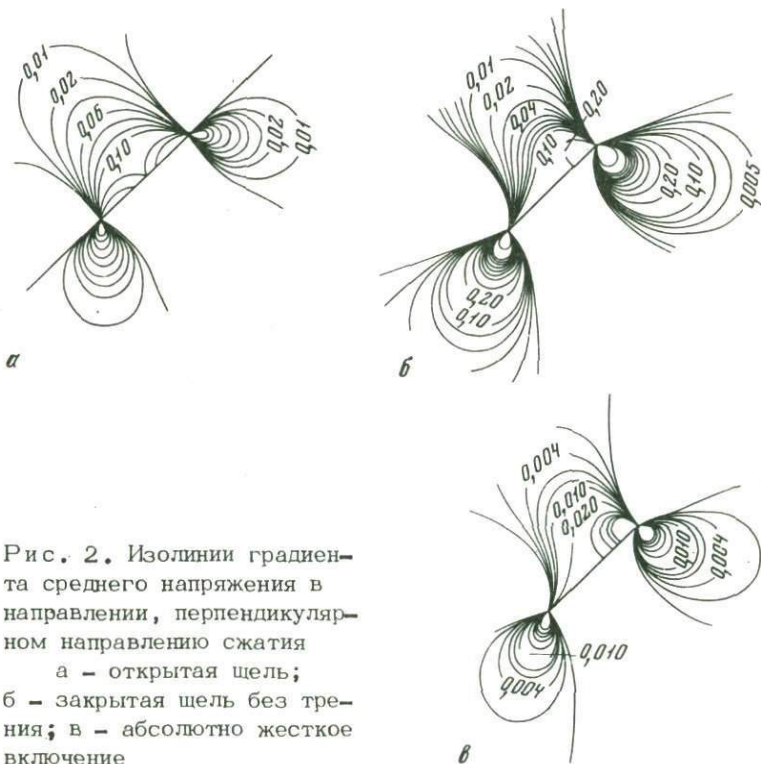 0,01
0,02
0,06
0,10
0,02
0,01
а
0,01
0,02
0,04
0,10
0,20
0,20
0,10
0,005
0,20
0,10
б
0,004
0,010
0,020
0,010
0,004
0,010
0,004
в
Рис. 2. Изолинии градиен-
та среднего напряжения в
направлении, перпендикуляр-
ном направлению сжатия
а - открытая щель;
б - закрытая щель без тре-
ния; в - абсолютно жесткое
включение